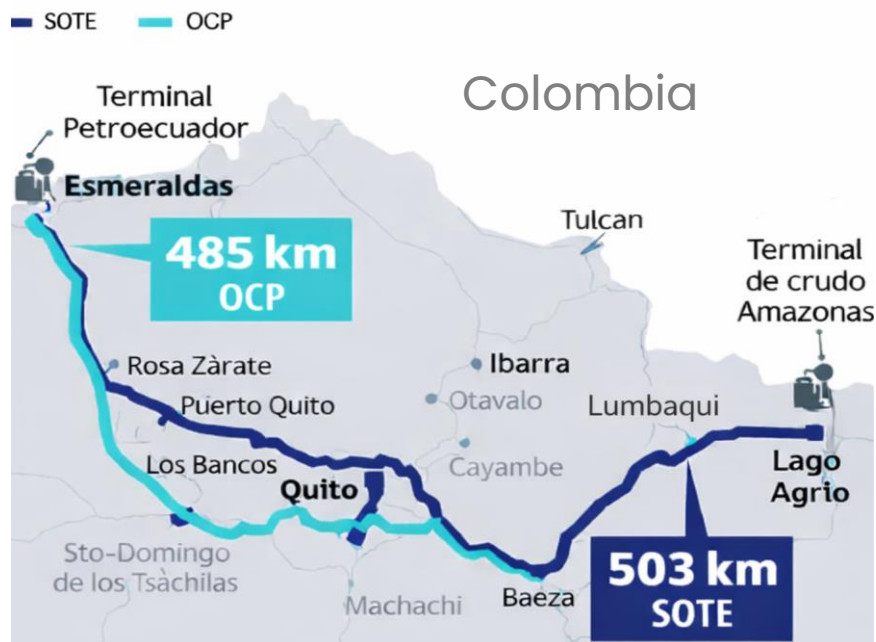 SOTE
OCP
Colombia
Terminal
Petroecuador
Esmeraldas
485 km
OCP
Tulcan
Terminal
de crudo
Amazonas
Rosa Zàrate
Ibarra
Puerto Quito
Otavalo
Lumbaqui
Los Bancos
Cayambe
Quito
Lago
Agrio
Sto-Domingo
de los Tsàchilas
Machachi
Baeza
503 km
SOTE